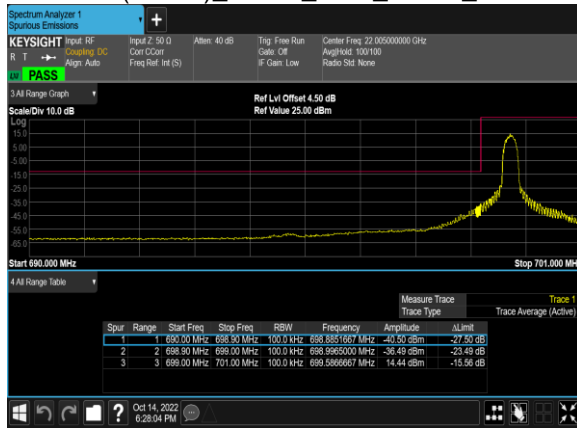 Spectrum Analyzer 1
Spurious Emissions
+
KEYSIGHT Input: RF Input Z: 50 Ω Atten: 40 dB Trig: Free Run Center Freq: 22.005000000 GHz
R T Coupling: DC Corr CCorr Gate: Off Avg|Hold: 100/100
Align: Auto Freq Ref: Int (S) IF Gain: Low Radio Std: None
PASS
3 All Range Graph
Ref Lvl Offset 4.50 dB
Scale/Div 10.0 dB Ref Value 25.00 dBm
Log
15.0
5.00
-5.00
-15.0
-25.0
-35.0
-45.0
-55.0
-65.0
Start 690.000 MHz Stop 701.000 MH
4 All Range Table
Measure Trace Trace 1
Trace Type Trace Average (Active)
Spur Range Start Freq Stop Freq RBW Frequency Amplitude ΔLimit
1 1 690.00 MHz 698.90 MHz 100.0 kHz 698.8851667 MHz -40.50 dBm -27.50 dB
2 2 698.90 MHz 699.00 MHz 100.0 kHz 698.9965000 MHz -36.49 dBm -23.49 dB
3 3 699.00 MHz 701.00 MHz 100.0 kHz 699.5866667 MHz 14.44 dBm -15.56 dB
? Oct 14, 2022
6:28:04 PM